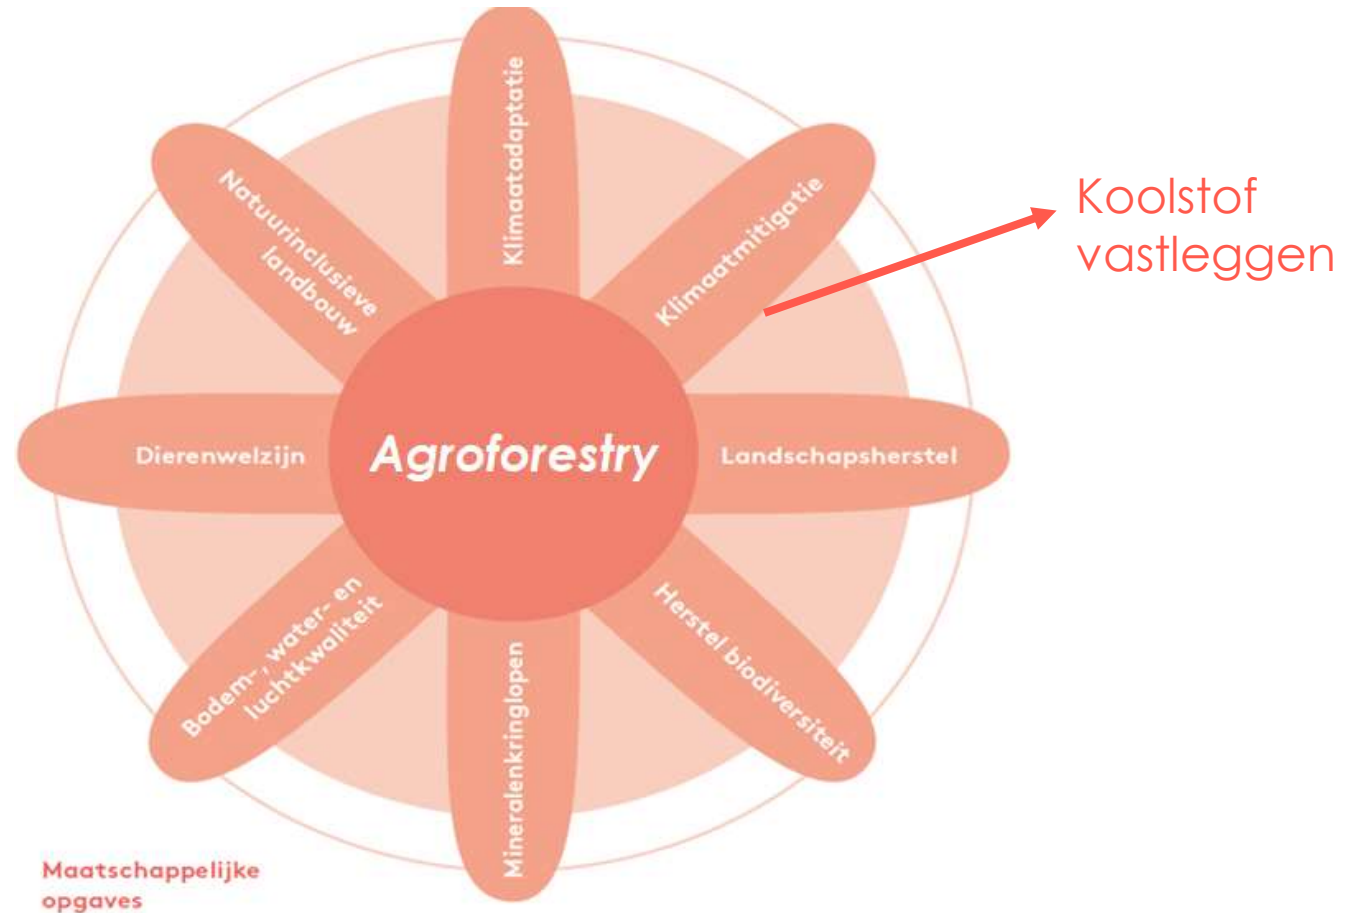 Klimaatadaptatie
Klimaatmitigatie
Koolstof
vastleggen
Natuurinclusieve
landbouw
Dierenwelzijn
Agroforestry
Landschapsherstel
Bodem-, water- en
luchtkwaliteit
Mineralenkringlopen
Herstel biodiversiteit
Maatschappelijke
opgaves